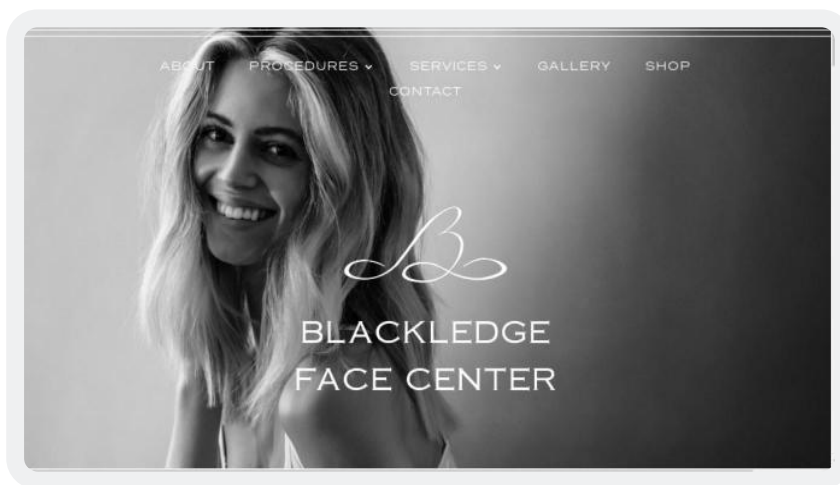 ABOUT PROCEDURES SERVICES GALLERY SHOP
CONTACT
BLACKLEDGE
FACE CENTER